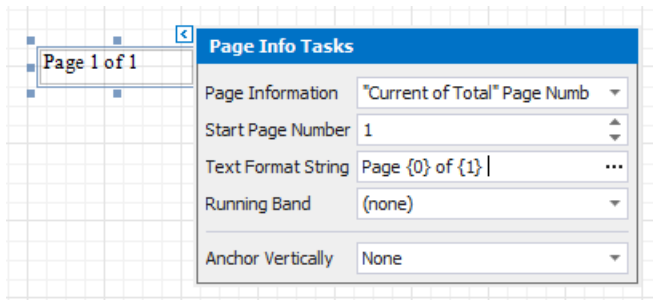 Page 1 of 1
Page Info Tasks
Page Information "Current of Total" Page Numb
Start Page Number 1
Text Format String Page {0} of {1} ...
Running Band (none)
Anchor Vertically None